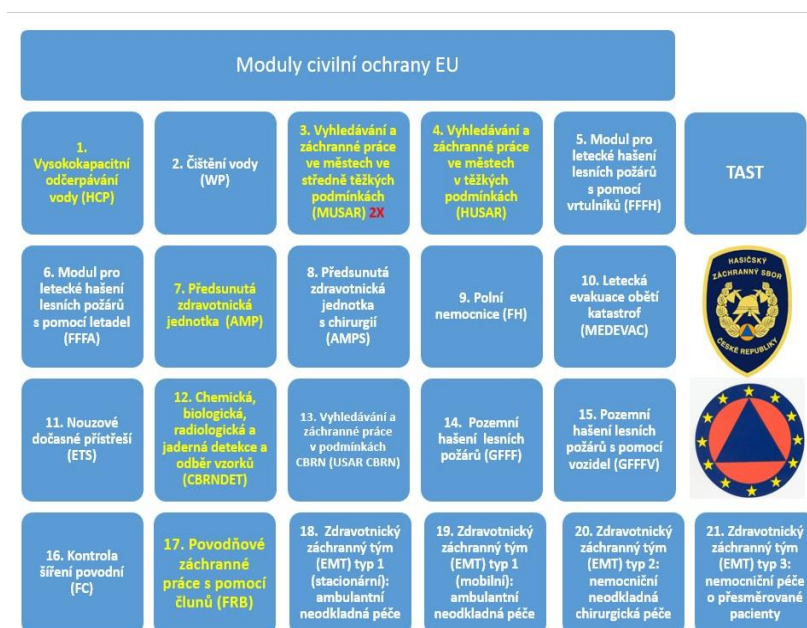 Moduly civilní ochrany EU
1.
Vysokokapacitní
odčerpávání
vody (HCP)
2. Čištění vody
(WP)
3. Vyhledávání a
záchranné práce
ve městech ve
středně těžkých
podmínkách
(MUSAR) 2X
4. Vyhledávání a
záchranné práce
ve městech
v těžkých
podmínkách
(HUSAR)
5. Modul pro
letecké hašení
lesních požárů
s pomocí
vrtulníků (FFFH)
TAST
6. Modul pro
letecké hašení
lesních požárů
s pomocí letadel
(FFFA)
7. Předsunutá
zdravotnická
jednotka (AMP)
8. Předsunutá
zdravotnická
jednotka
s chirurgií
(AMPS)
9. Polní
nemocnice (FH)
10. Letecká
evakuace obětí
katastrof
(MEDEVAC)
HASIČSKÝ
ZÁCHRANNÝ SBOR
ČESKÉ REPUBLIKY
11. Nouzové
dočasné přístřeší
(ETS)
12. Chemická,
biologická,
radiologická a
jaderná detekce a
odběr vzorků
(CBRNDET)
13. Vyhledávání a
záchranné práce
v podmínkách
CBRN (USAR CBRN)
14. Pozemní
hašení lesních
požárů (GFFF)
15. Pozemní
hašení lesních
požárů s pomocí
vozidel (GFFFV)
16. Kontrola
šíření povodní
(FC)
17. Povodňové
záchranné
práce s pomocí
člunů (FRB)
18. Zdravotnický
záchranný tým
(EMT) typ 1
(stacionární):
ambulantní
neodkladná péče
19. Zdravotnický
záchranný tým
(EMT) typ 1
(mobilní):
ambulantní
neodkladná péče
20. Zdravotnický
záchranný tým
(EMT) typ 2:
nemocniční
neodkladná
chirurgická péče
21. Zdravotnický
záchranný tým
(EMT) typ 3:
nemocniční péče
o přesměrované
pacienty